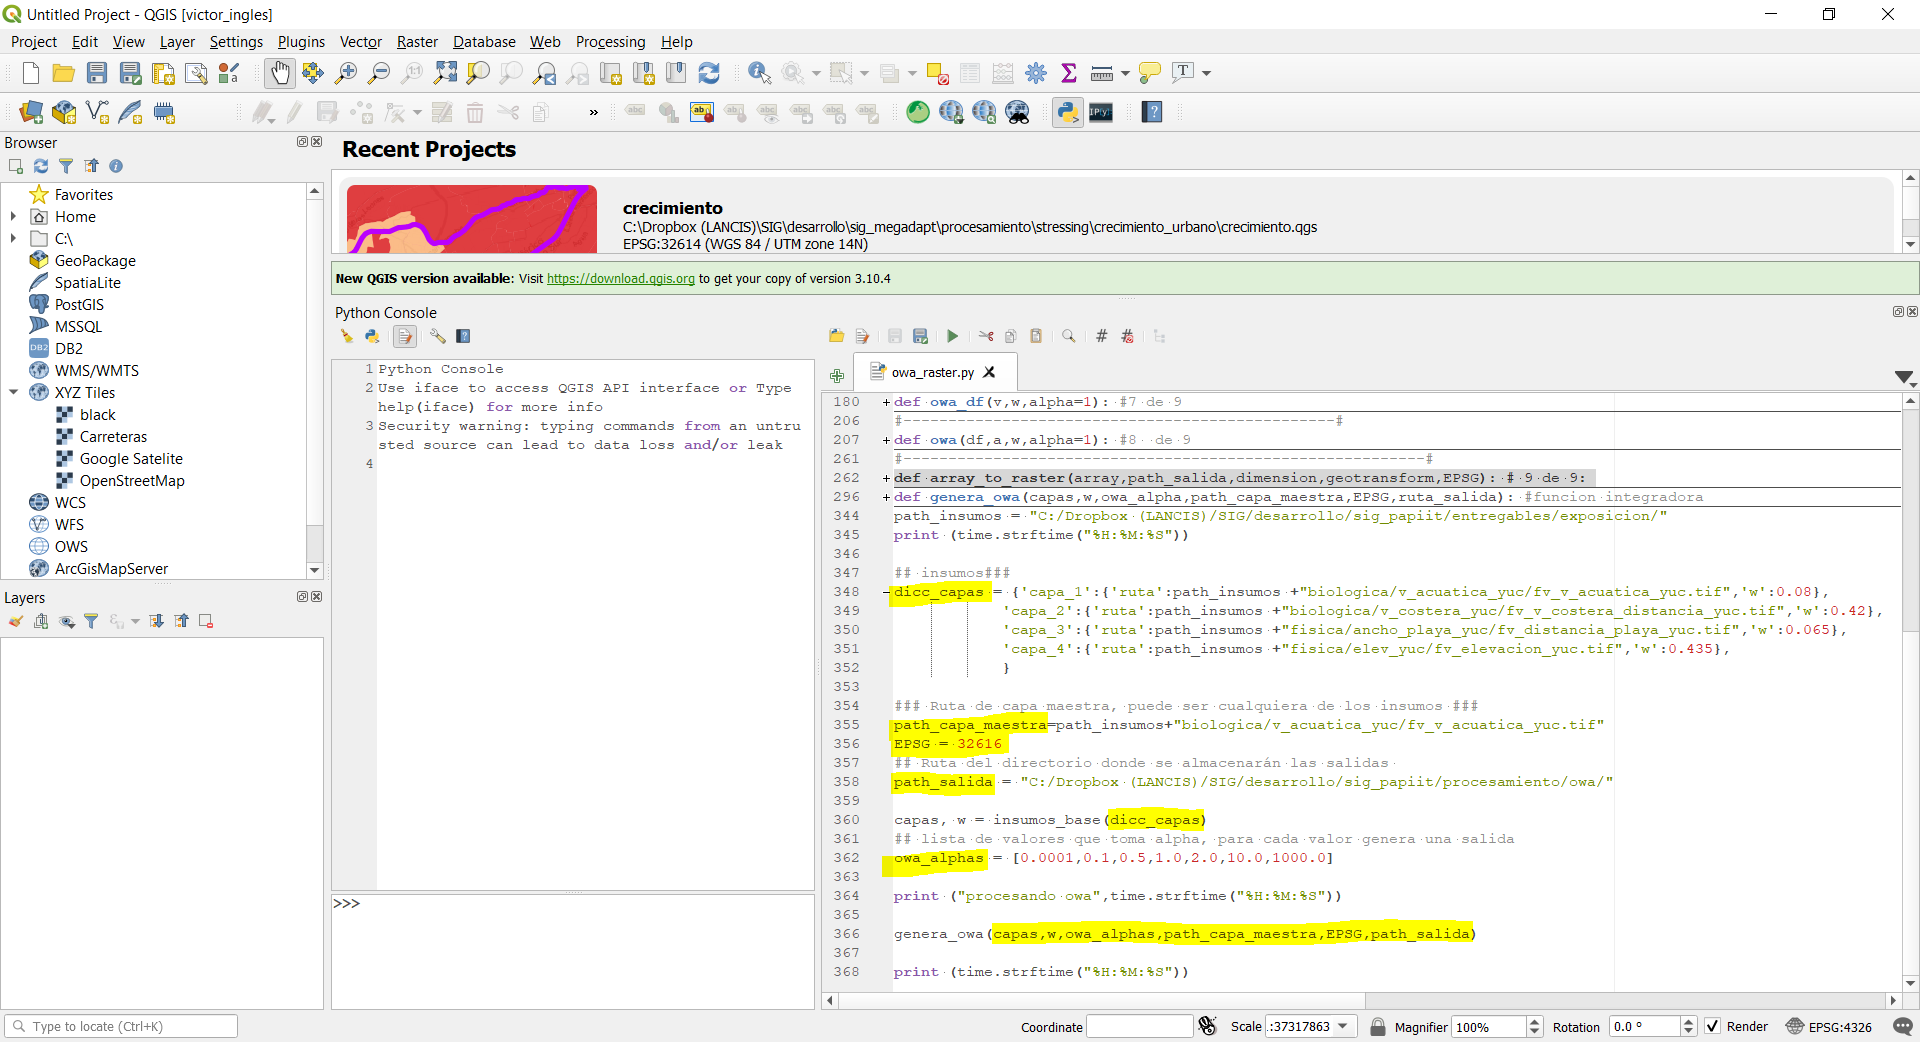 Untitled Project - QGIS [victor_ingles]
Project Edit View Layer Settings Plugins Vector Raster Database Web Processing Help
Browser
Favorites
Home
C:\
GeoPackage
SpatiaLite
PostGIS
MSSQL
DB2
WMS/WMTS
XYZ Tiles
black
Carreteras
Google Satelite
OpenStreetMap
WCS
WFS
OWS
ArcGisMapServer
Layers
Recent Projects
crecimiento
C:\Dropbox (LANCIS)\SIG\desarrollo\sig_megadapt\procesamiento\stressing\crecimiento_urbano\crecimiento.qgs
EPSG:32614 (WGS 84 / UTM zone 14N)
New QGIS version available: Visit https://download.qgis.org to get your copy of version 3.10.4
Python Console
1 Python Console
2 Use iface to access QGIS API interface or Type
help(iface) for more info
3 Security warning: typing commands from an untru
sted source can lead to data loss and/or leak
4
>>>
owa_raster.py
180 def owa_df(v,w,alpha=1): #7 de 9
206 #------------------------------------------------#
207 def owa(df,a,w,alpha=1): #8  de 9
261 #----------------------------------------------------------#
262 def array_to_raster(array,path_salida,dimension,geotransform,EPSG): # 9 de 9:
296 def genera_owa(capas,w,owa_alpha,path_capa_maestra,EPSG,ruta_salida): #funcion integradora
344 path_insumos = "C:/Dropbox (LANCIS)/SIG/desarrollo/sig_papiit/entregables/exposicion/"
345 print (time.strftime("%H:%M:%S"))
346
347 ## insumos###
348 dicc_capas = {'capa_1':{'ruta':path_insumos +"biologica/v_acuatica_yuc/fv_v_acuatica_yuc.tif",'w':0.08},
349 'capa_2':{'ruta':path_insumos +"biologica/v_costera_yuc/fv_v_costera_distancia_yuc.tif",'w':0.42},
350 'capa_3':{'ruta':path_insumos +"fisica/ancho_playa_yuc/fv_distancia_playa_yuc.tif",'w':0.065},
351 'capa_4':{'ruta':path_insumos +"fisica/elev_yuc/fv_elevacion_yuc.tif",'w':0.435},
352 }
353
354 ### Ruta de capa maestra, puede ser cualquiera de los insumos ###
355 path_capa_maestra=path_insumos+"biologica/v_acuatica_yuc/fv_v_acuatica_yuc.tif"
356 EPSG = 32616
357 ## Ruta del directorio donde se almacenarán las salidas
358 path_salida = "C:/Dropbox (LANCIS)/SIG/desarrollo/sig_papiit/procesamiento/owa/"
359
360 capas, w = insumos_base(dicc_capas)
361 ## lista de valores que toma alpha, para cada valor genera una salida
362 owa_alphas = [0.0001,0.1,0.5,1.0,2.0,10.0,1000.0]
363
364 print ("procesando owa",time.strftime("%H:%M:%S"))
365
366 genera_owa(capas,w,owa_alphas,path_capa_maestra,EPSG,path_salida)
367
368 print (time.strftime("%H:%M:%S"))
Type to locate (Ctrl+K)
Coordinate Scale :37317863 Magnifier 100% Rotation 0.0 ° Render EPSG:4326